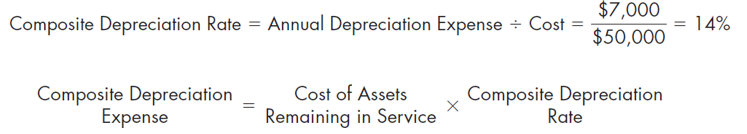 Composite Depreciation Rate = Annual Depreciation Expense ÷ Cost = $7,000 / $50,000 = 14%
Composite Depreciation Expense = Cost of Assets Remaining in Service × Composite Depreciation Rate